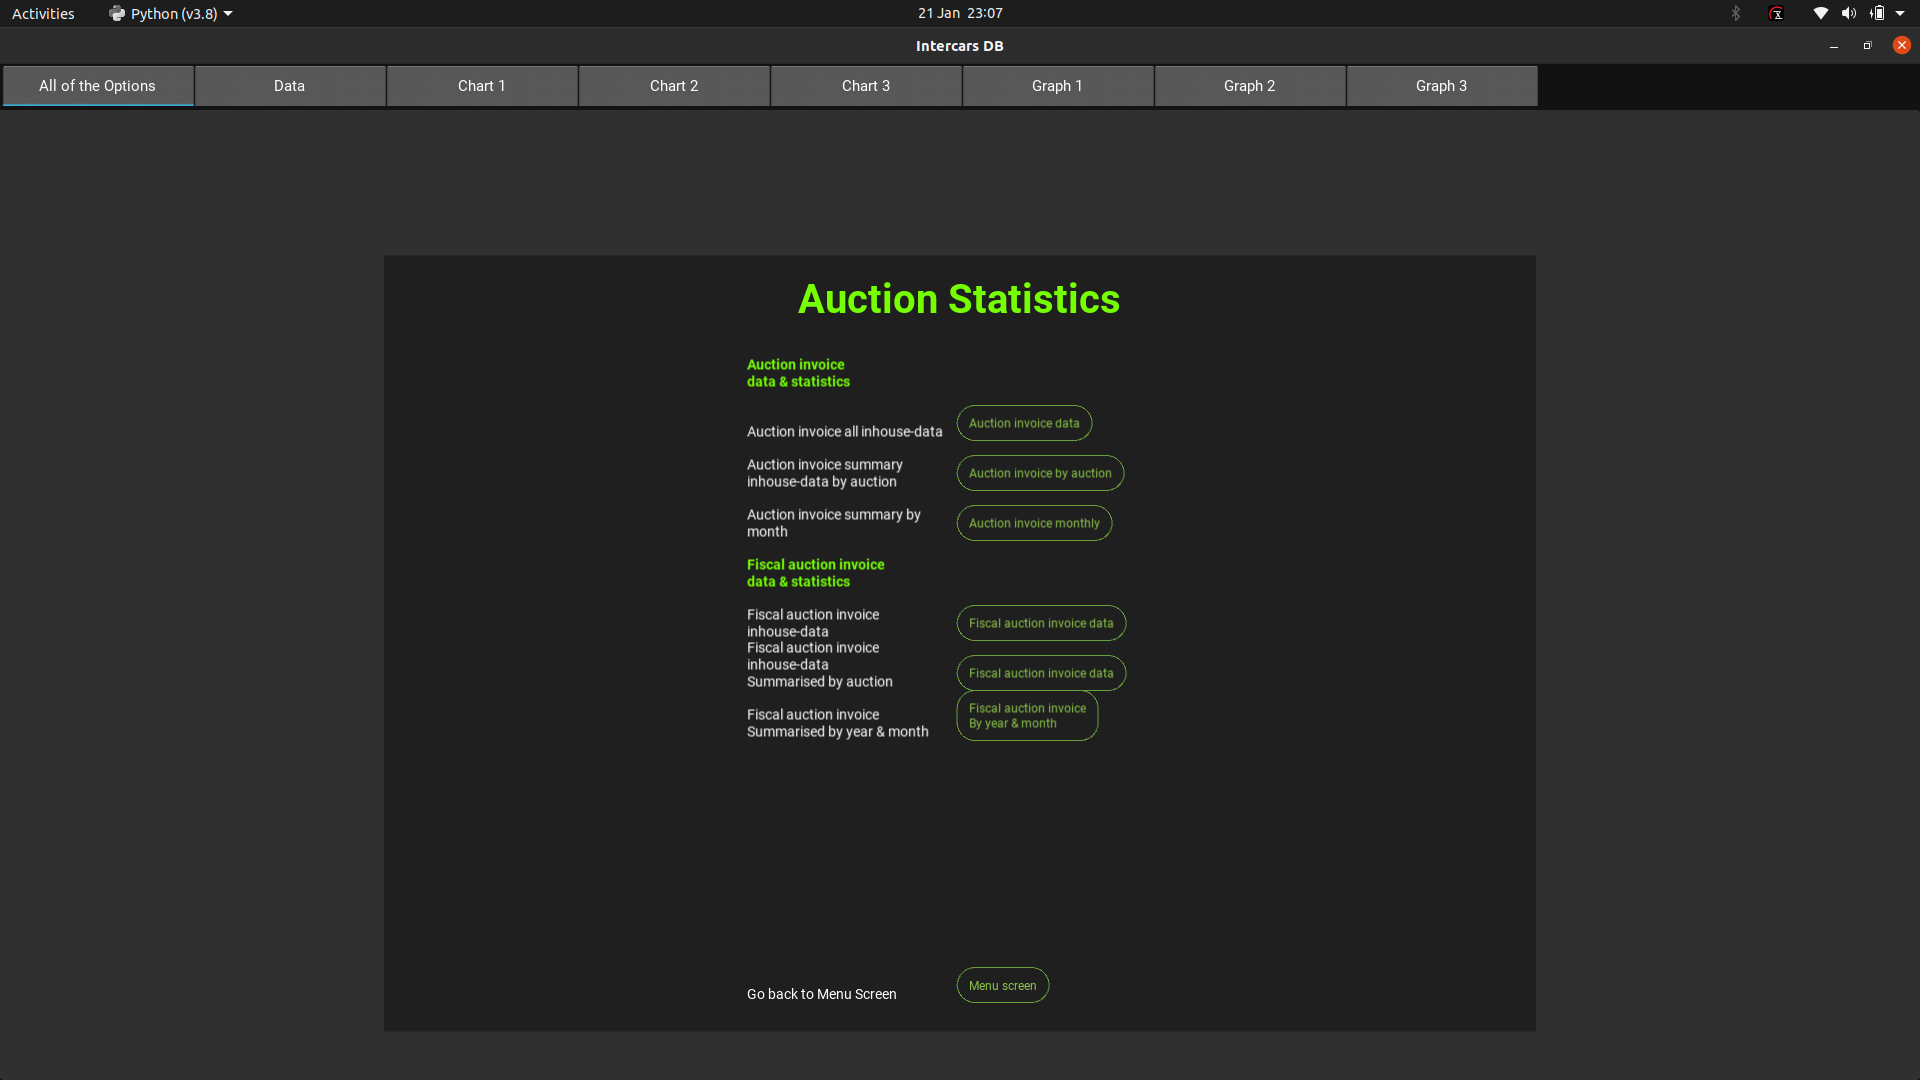 Activities
Python (v3.8)
21 Jan 23:07
Intercars DB
All of the Options
Data
Chart 1
Chart 2
Chart 3
Graph 1
Graph 2
Graph 3
Auction Statistics
Auction invoice
data & statistics
Auction invoice all inhouse-data
Auction invoice data
Auction invoice summary
inhouse-data by auction
Auction invoice by auction
Auction invoice summary by
month
Auction invoice monthly
Fiscal auction invoice
data & statistics
Fiscal auction invoice
inhouse-data
Fiscal auction invoice data
Fiscal auction invoice
inhouse-data
Summarised by auction
Fiscal auction invoice data
Fiscal auction invoice
Summarised by year & month
Fiscal auction invoice
By year & month
Go back to Menu Screen
Menu screen